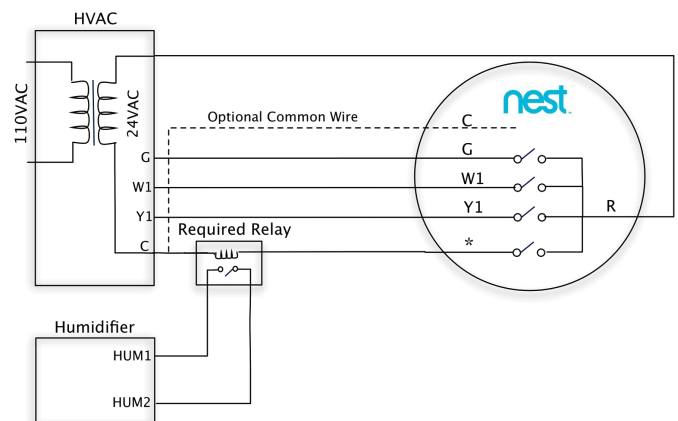 HVAC
110VAC
24VAC
nest
Optional Common Wire
C
G
G
W1
W1
Y1
Y1
R
Required Relay
C
*
Humidifier
HUM1
HUM2